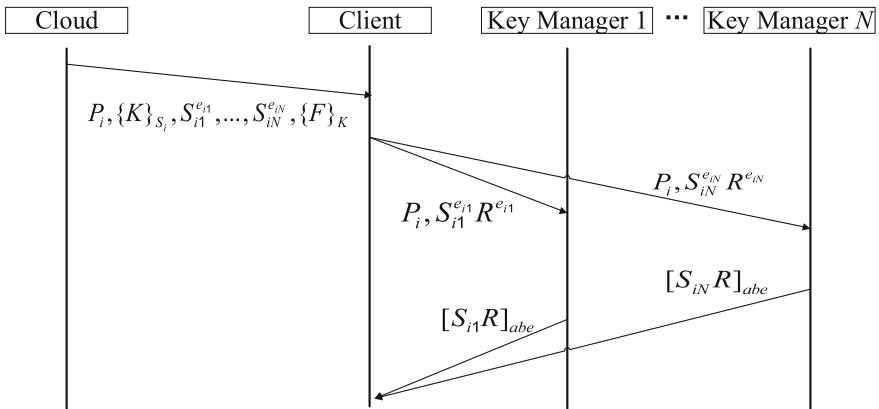 Cloud Client Key Manager 1 ... Key Manager N
P_i, {K}_{S_i}, S_{i1}^{e_{i1}}, ..., S_{iN}^{e_{iN}}, {F}_K
P_i, S_{iN}^{e_{iN}} R^{e_{iN}}
P_i, S_{i1}^{e_{i1}} R^{e_{i1}}
[S_{iN} R]_{abe}
[S_{i1} R]_{abe}